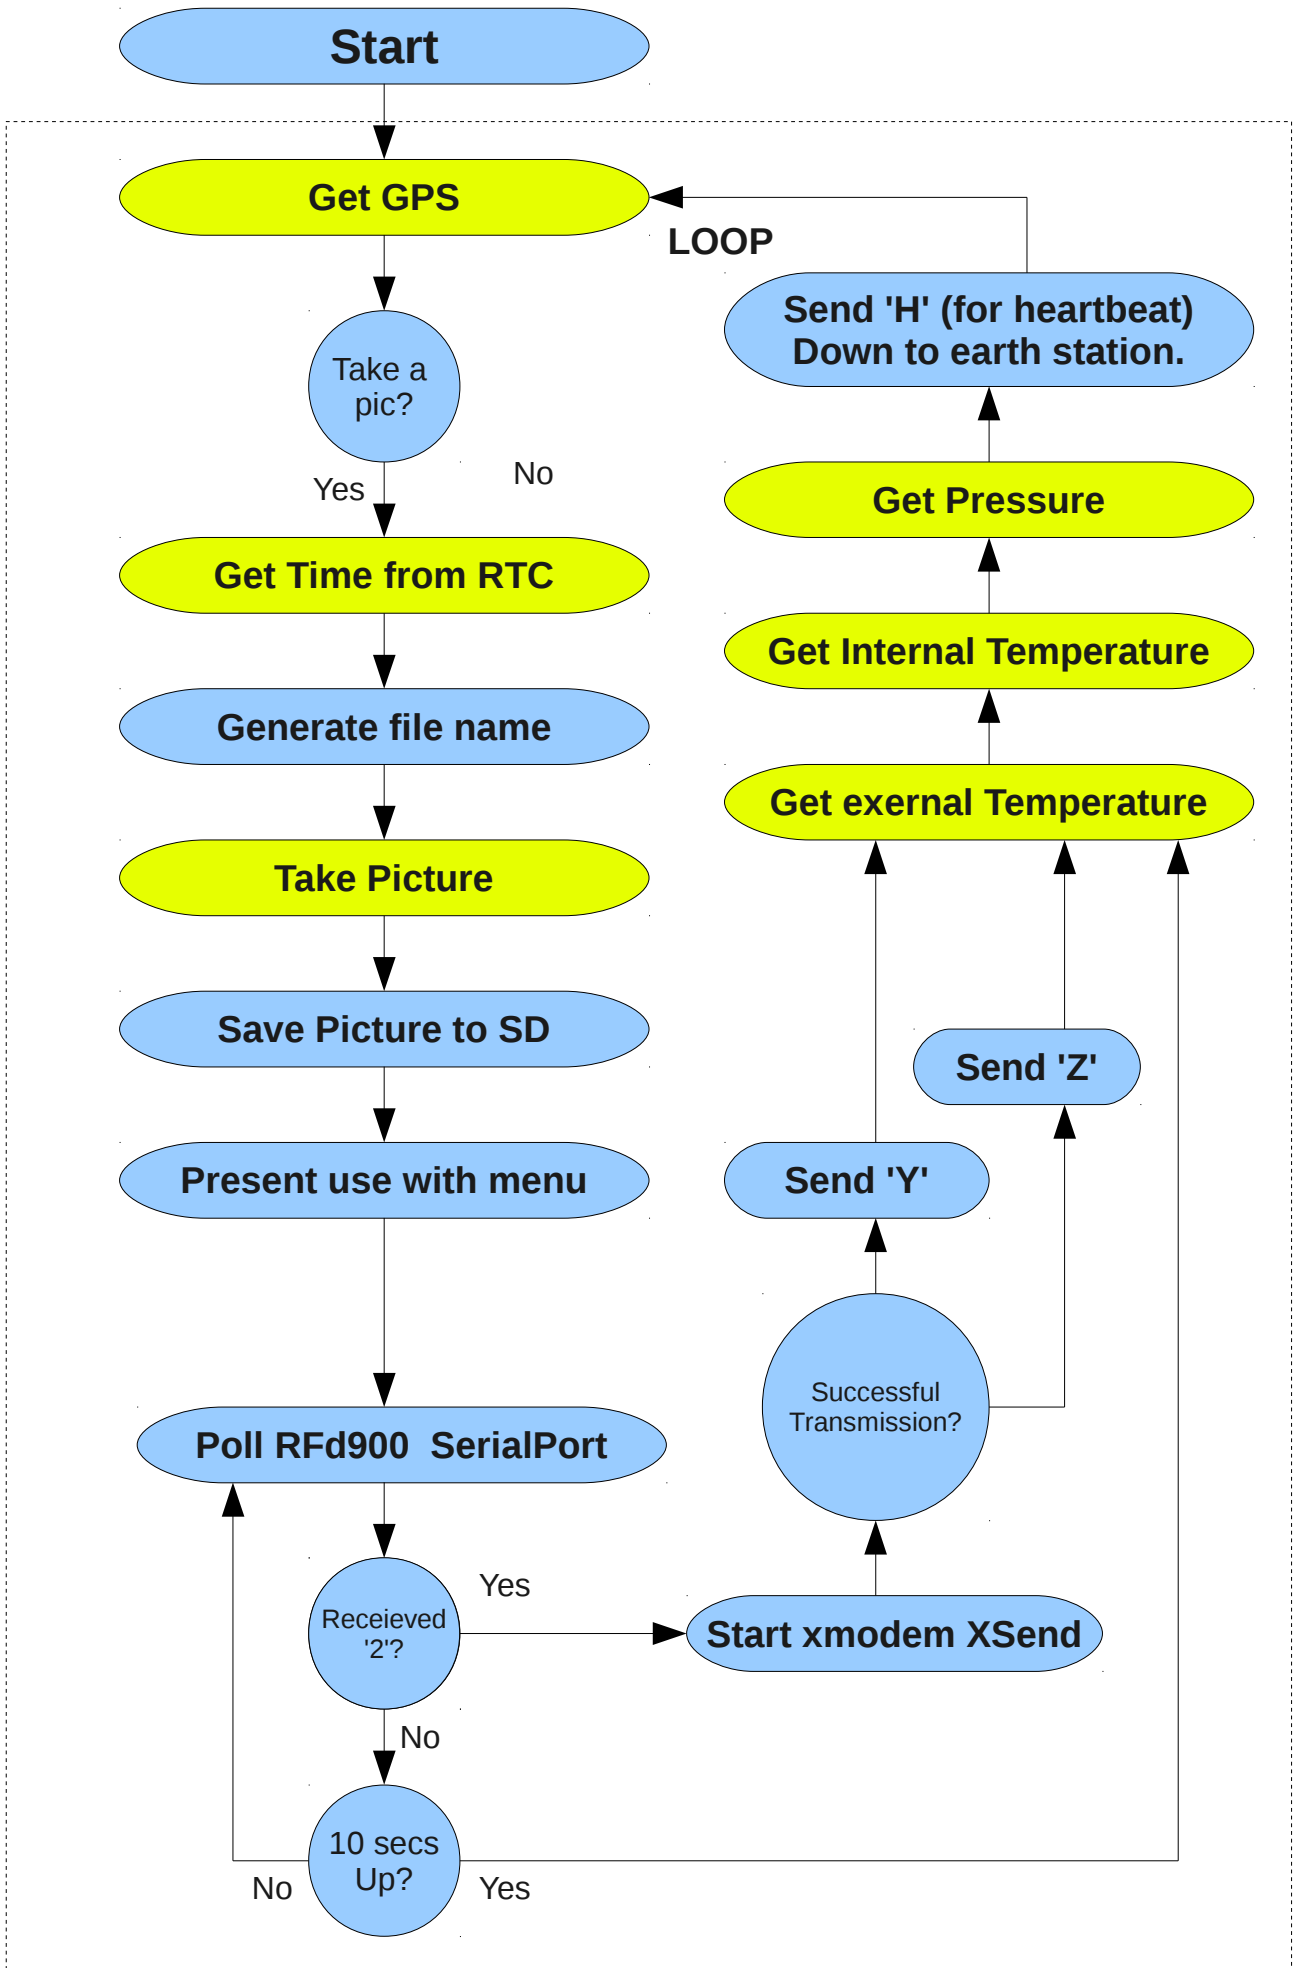 Start
Get GPS
LOOP
Take a
pic?
Yes
No
Get Time from RTC
Generate file name
Take Picture
Save Picture to SD
Present use with menu
Poll RFd900  SerialPort
Receieved
'2'?
Yes
No
10 secs
Up?
No
Yes
Start xmodem XSend
Successful
Transmission?
Send 'Y'
Send 'Z'
Get exernal Temperature
Get Internal Temperature
Get Pressure
Send 'H' (for heartbeat)
Down to earth station.